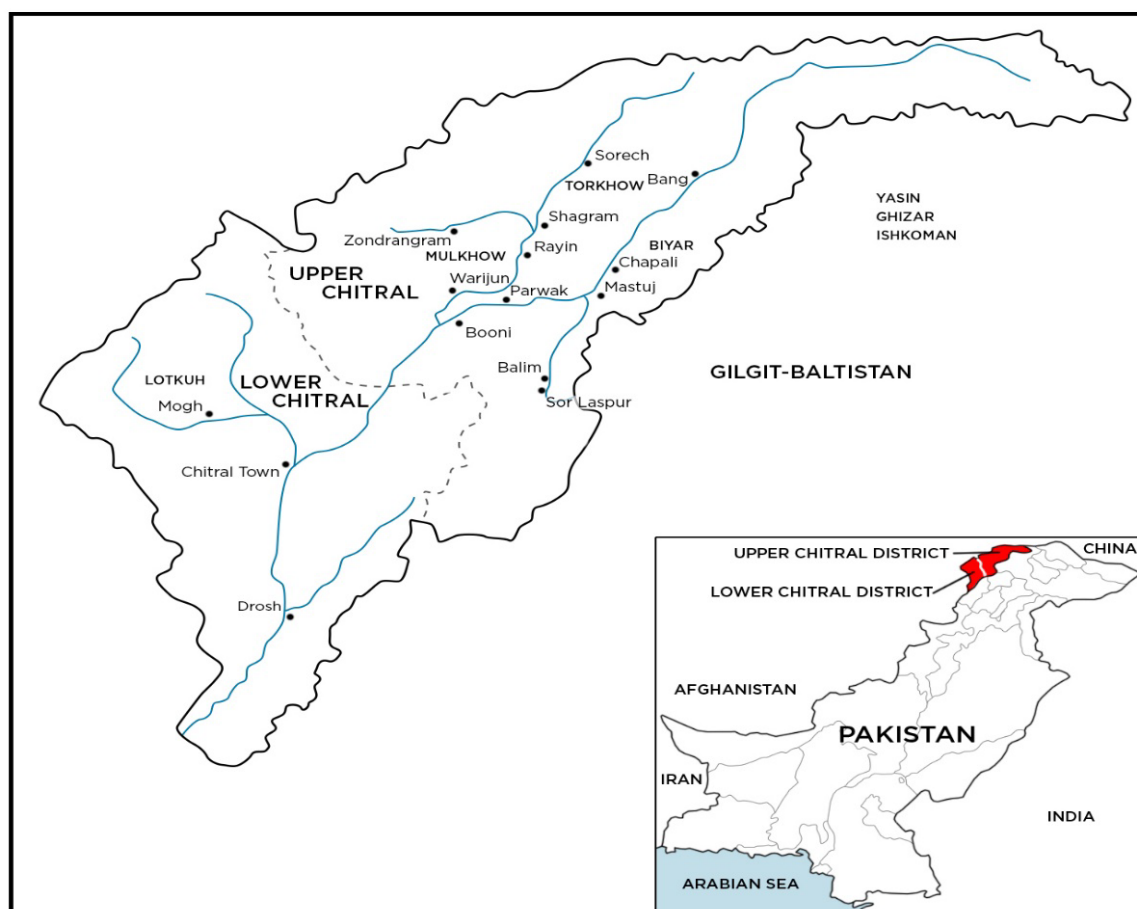 Sorech
TORKHOW
Bang
YASIN
GHIZAR
ISHKOMAN
Shagram
Zondrangram
MULKHOW
Rayin
BIYAR
UPPER
CHITRAL
Warijun
Chapali
Parwak
Mastuj
Booni
LOTKUH
LOWER
CHITRAL
Balim
GILGIT-BALTISTAN
Mogh
Sor Laspur
Chitral Town
Drosh
UPPER CHITRAL DISTRICT
CHINA
LOWER CHITRAL DISTRICT
AFGHANISTAN
PAKISTAN
IRAN
INDIA
ARABIAN SEA